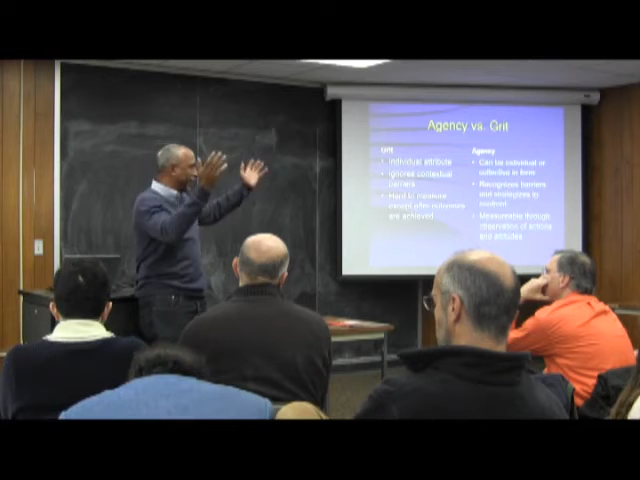 Agency vs. Grit
Grit
• Individual attribute
• Ignores contextual
barriers
• Hard to measure
except after outcomes
are achieved
Agency
• Can be individual or
collective in form
• Recognizes barriers
and strategizes to
confront
• Measureable through
observation of actions
and attitudes